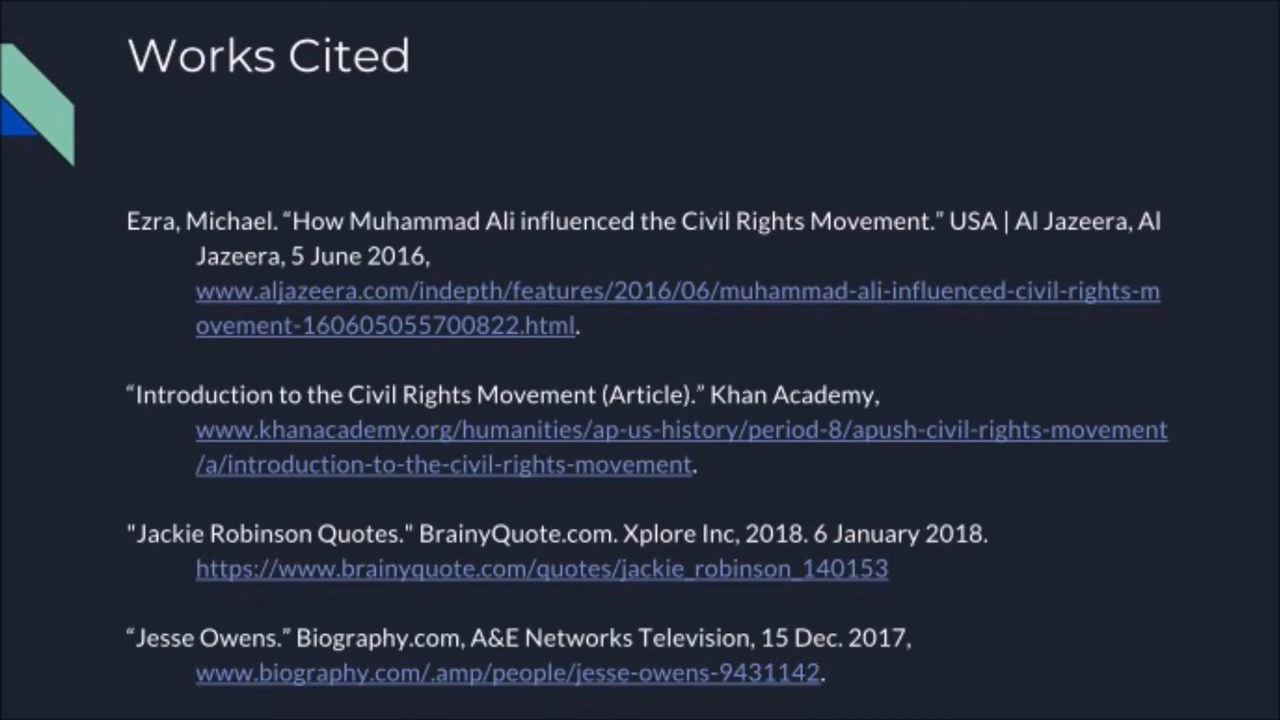 Works Cited
Ezra, Michael. “How Muhammad Ali influenced the Civil Rights Movement.” USA | Al Jazeera, Al
Jazeera, 5 June 2016,
www.aljazeera.com/indepth/features/2016/06/muhammad-ali-influenced-civil-rights-m
ovement-160605055700822.html.
“Introduction to the Civil Rights Movement (Article).” Khan Academy,
www.khanacademy.org/humanities/ap-us-history/period-8/apush-civil-rights-movement
/a/introduction-to-the-civil-rights-movement.
"Jackie Robinson Quotes." BrainyQuote.com. Xplore Inc, 2018. 6 January 2018.
https://www.brainyquote.com/quotes/jackie_robinson_140153
“Jesse Owens.” Biography.com, A&E Networks Television, 15 Dec. 2017,
www.biography.com/.amp/people/jesse-owens-9431142.